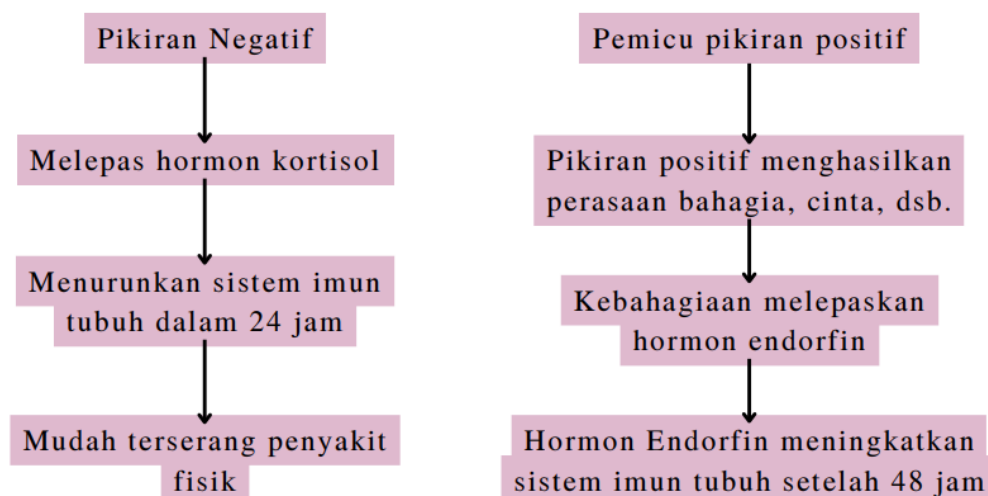 Pikiran Negatif
Melepas hormon kortisol
Menurunkan sistem imun
tubuh dalam 24 jam
Mudah terserang penyakit
fisik
Pemicu pikiran positif
Pikiran positif menghasilkan
perasaan bahagia, cinta, dsb.
Kebahagiaan melepaskan
hormon endorfin
Hormon Endorfin meningkatkan
sistem imun tubuh setelah 48 jam